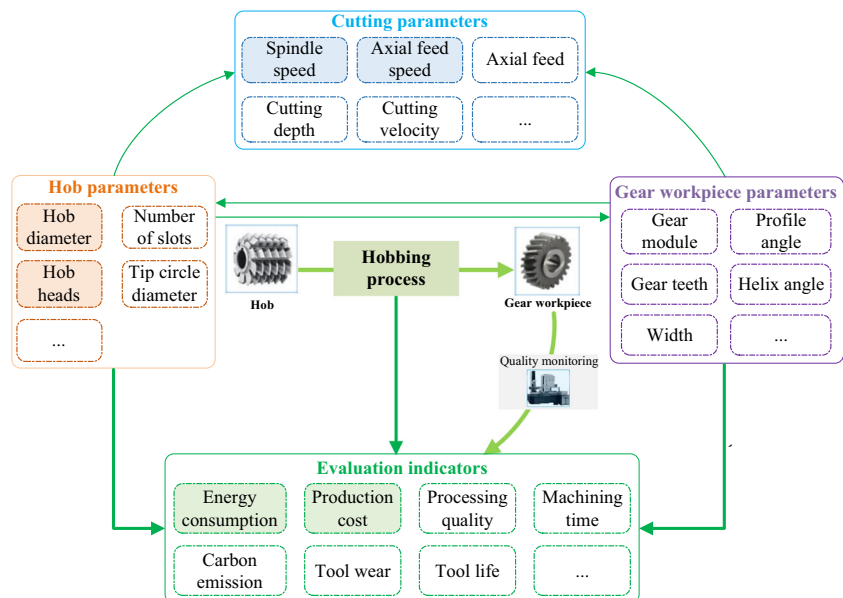 Cutting parameters
Spindle
speed
Axial feed
speed
Axial feed
Cutting
depth
Cutting
velocity
...
Hob parameters
Hob
diameter
Number
of slots
Hob
heads
Tip circle
diameter
...
Hob
Hobbing
process
Gear workpiece
Quality monitoring
Gear workpiece parameters
Gear
module
Profile
angle
Gear teeth
Helix angle
Width
...
Evaluation indicators
Energy
consumption
Production
cost
Processing
quality
Machining
time
Carbon
emission
Tool wear
Tool life
...